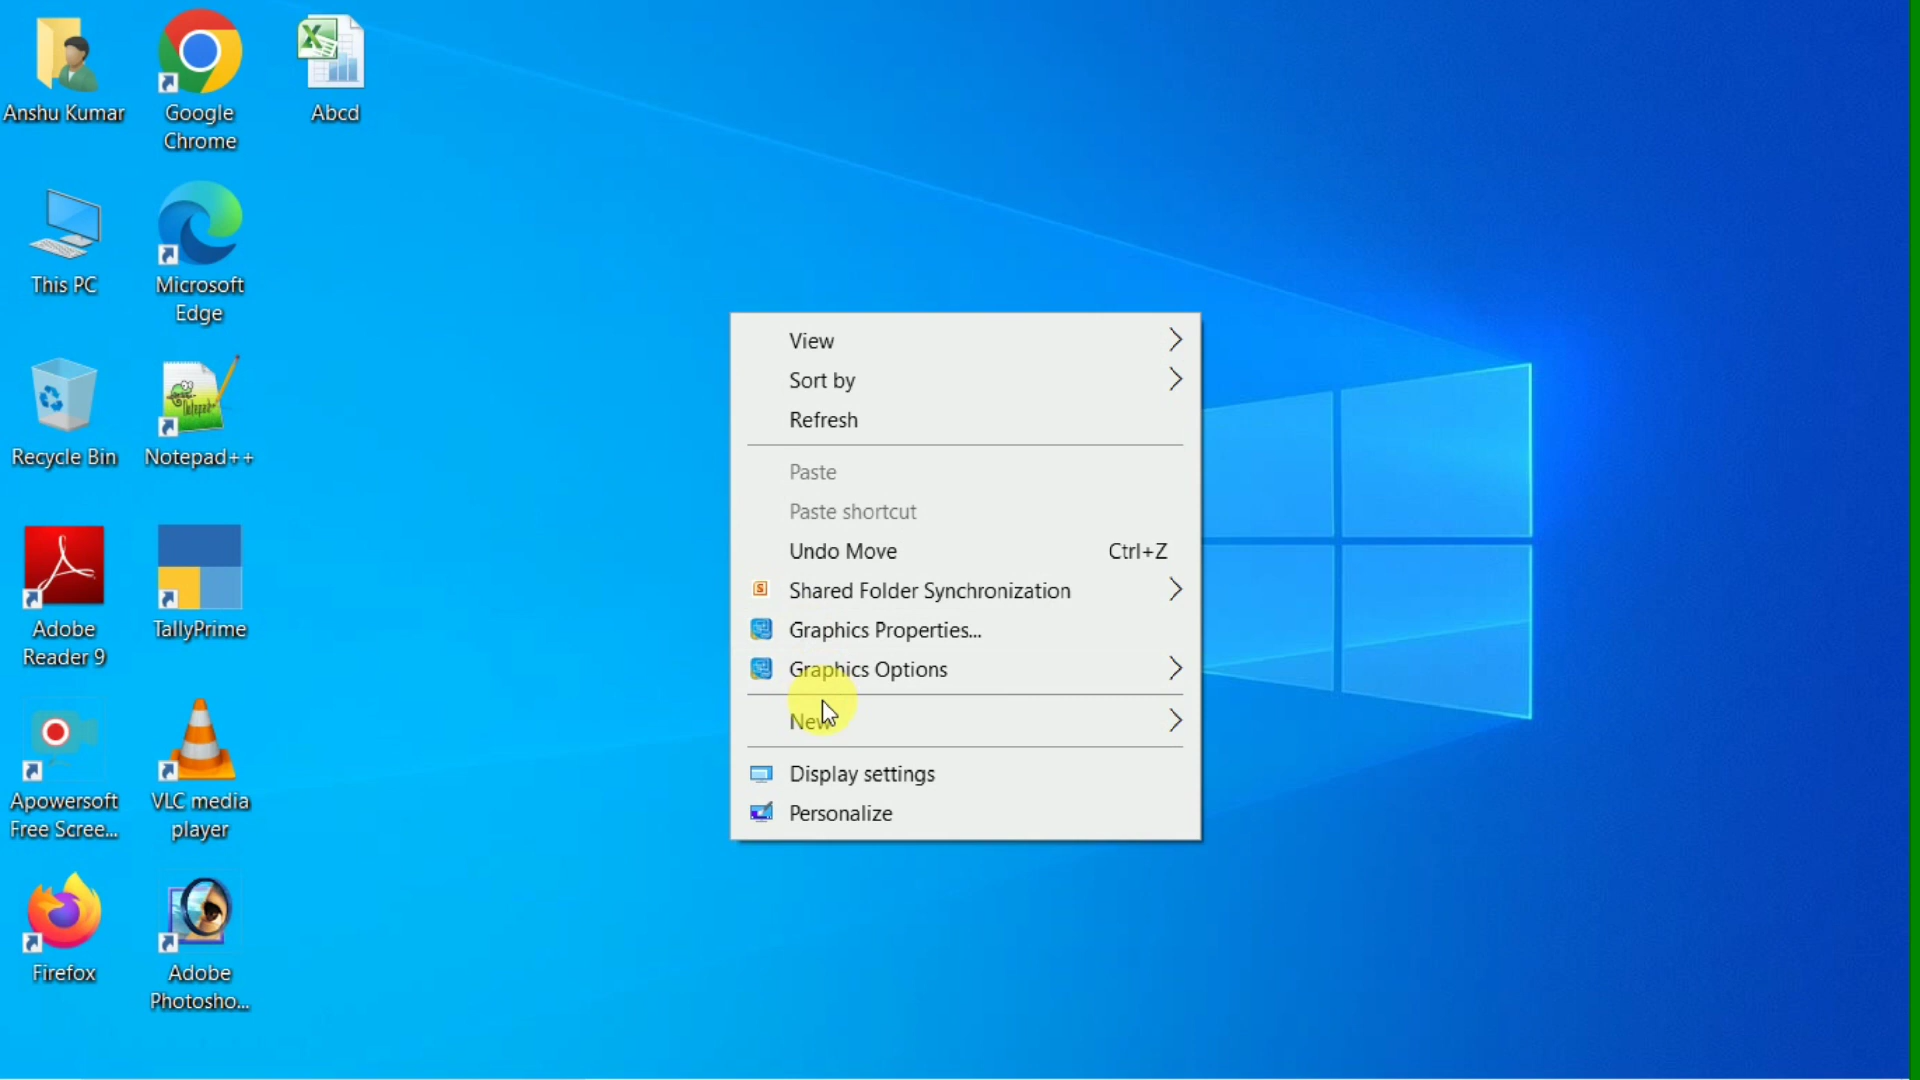 Anshu Kumar
Google
Chrome
Abcd
This PC
Microsoft
Edge
Recycle Bin
Notepad++
Adobe
Reader 9
TallyPrime
Apowersoft
Free Scree...
VLC media
player
Firefox
Adobe
Photosho...
View
Sort by
Refresh
Paste
Paste shortcut
Undo Move Ctrl+Z
Shared Folder Synchronization
Graphics Properties...
Graphics Options
New
Display settings
Personalize